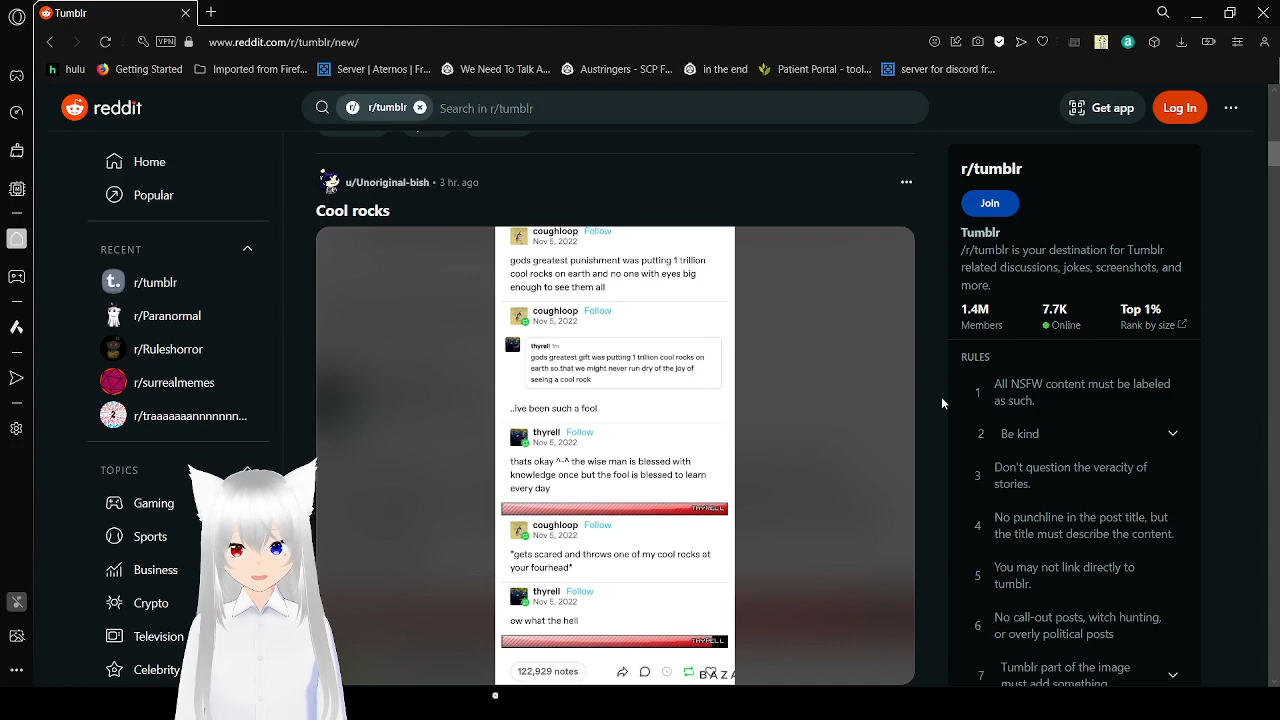 Tumblr
VPN
www.reddit.com/r/tumblr/new/
hulu
Getting Started
Imported from Firef...
Server | Aternos | Fr...
We Need To Talk A...
Austringers - SCP F...
in the end
Patient Portal - tool...
server for discord fr...
reddit
r/tumblr
Search in r/tumblr
Get app
Log In
Home
Popular
RECENT
r/tumblr
r/Paranormal
r/Ruleshorror
r/surrealmemes
r/traaaaaaannnnnnn...
TOPICS
Gaming
Sports
Business
Crypto
Television
Celebrity
u/Unoriginal-bish • 3 hr. ago
Cool rocks
coughloop Follow
Nov 5, 2022
gods greatest punishment was putting 1 trillion
cool rocks on earth and no one with eyes big
enough to see them all
coughloop Follow
Nov 5, 2022
thyrell 1m
gods greatest gift was putting 1 trillion cool rocks on
earth so that we might never run dry of the joy of
seeing a cool rock
..ive been such a fool
thyrell Follow
Nov 5, 2022
thats okay ^-^ the wise man is blessed with
knowledge once but the fool is blessed to learn
every day
THYRELL
coughloop Follow
Nov 5, 2022
*gets scared and throws one of my cool rocks at
your fourhead*
thyrell Follow
Nov 5, 2022
ow what the hell
THYRELL
122,929 notes
BAZA
r/tumblr
Join
Tumblr
/r/tumblr is your destination for Tumblr
related discussions, jokes, screenshots, and
more.
1.4M
Members
7.7K
Online
Top 1%
Rank by size
RULES
1 All NSFW content must be labeled
as such.
2 Be kind
3 Don't question the veracity of
stories.
4 No punchline in the post title, but
the title must describe the content.
5 You may not link directly to
tumblr.
6 No call-out posts, witch hunting,
or overly political posts
7 Tumblr part of the image
must add something